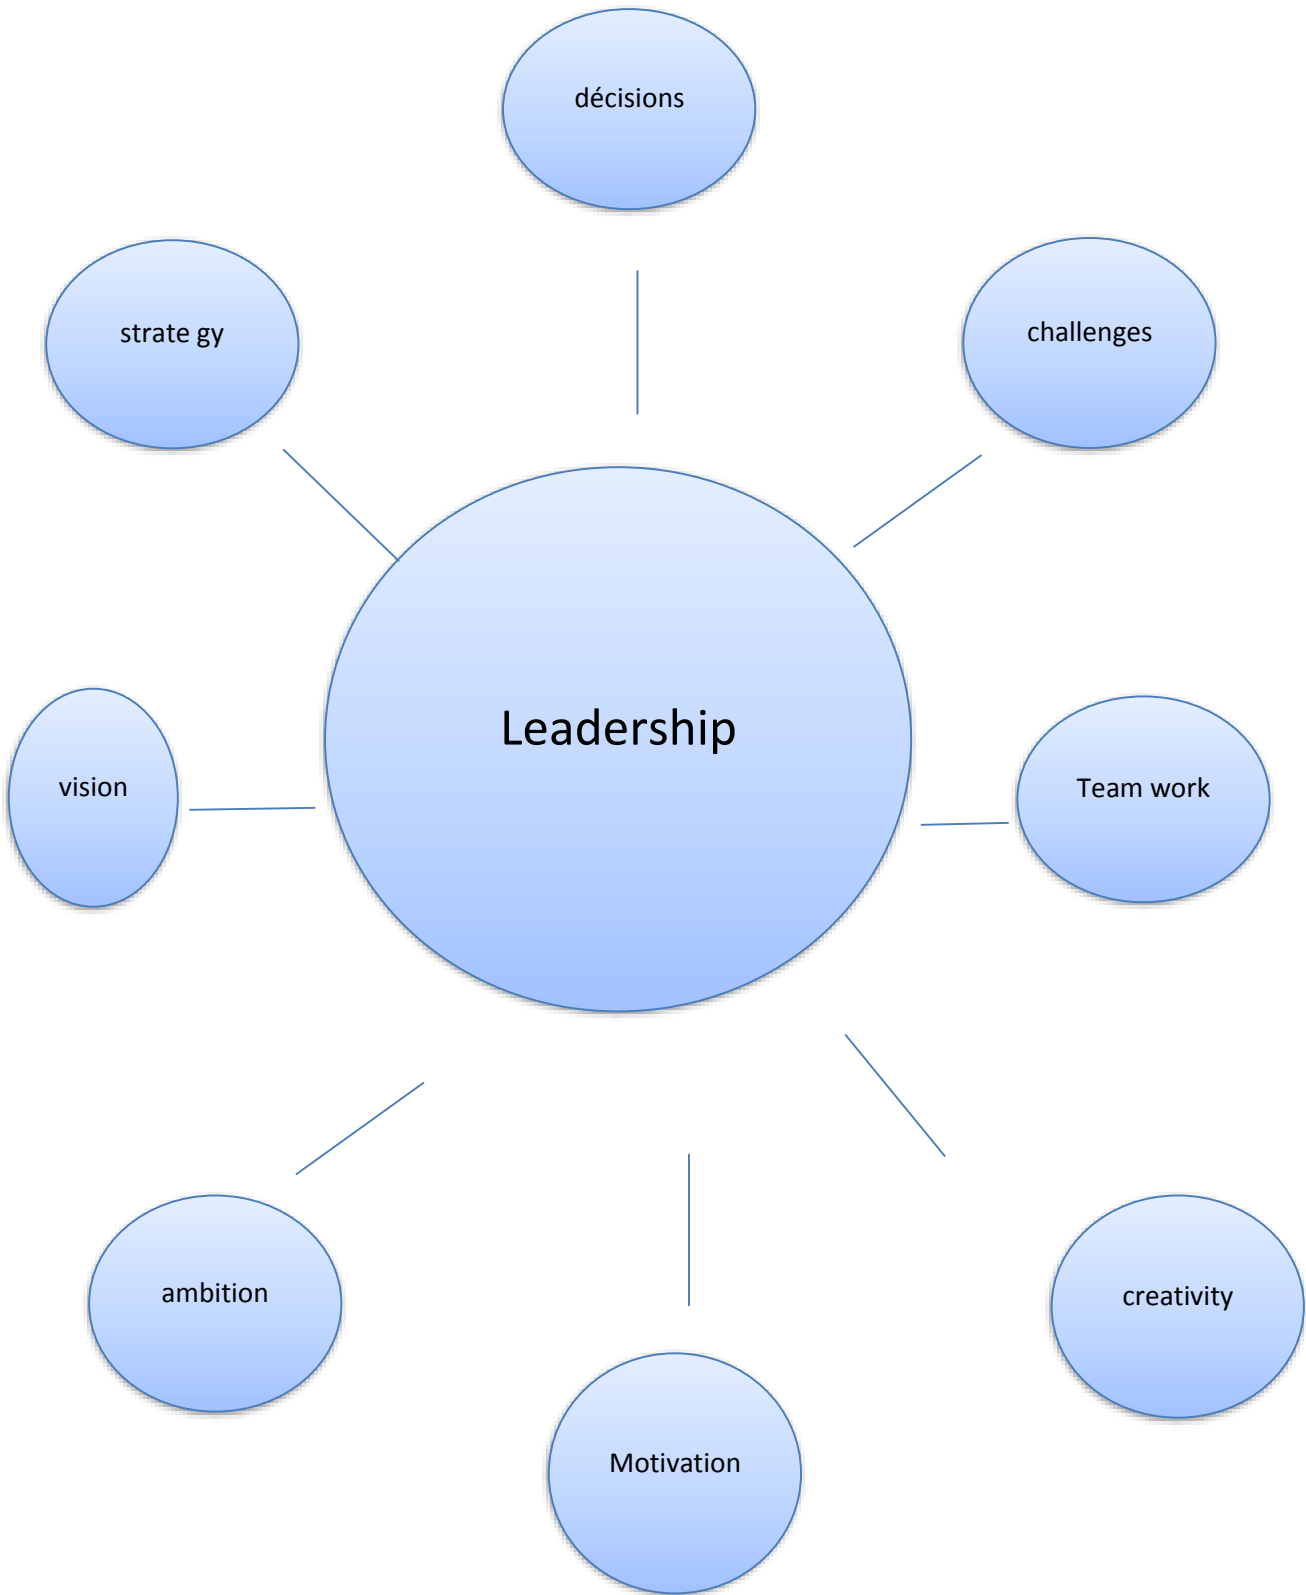 décisions
strate gy
challenges
Leadership
vision
Team work
ambition
creativity
Motivation